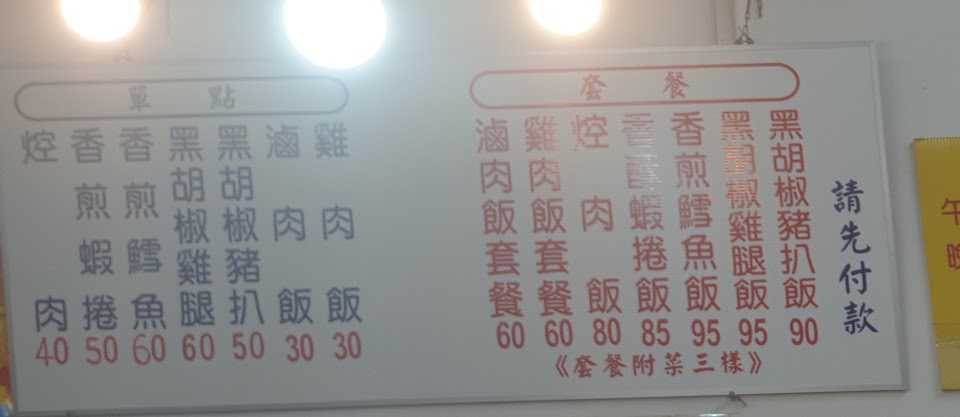 單點
焢肉 40
香煎蝦捲 50
香煎鱈魚 60
黑胡椒雞腿 60
黑胡椒豬扒 50
滷肉飯 30
雞肉飯 30
套餐
滷肉飯套餐 60
雞肉飯套餐 60
焢肉飯 80
香酥蝦捲飯 85
香煎鱈魚飯 95
黑胡椒雞腿飯 95
黑胡椒豬扒飯 90
《套餐附菜三樣》
請先付款
午